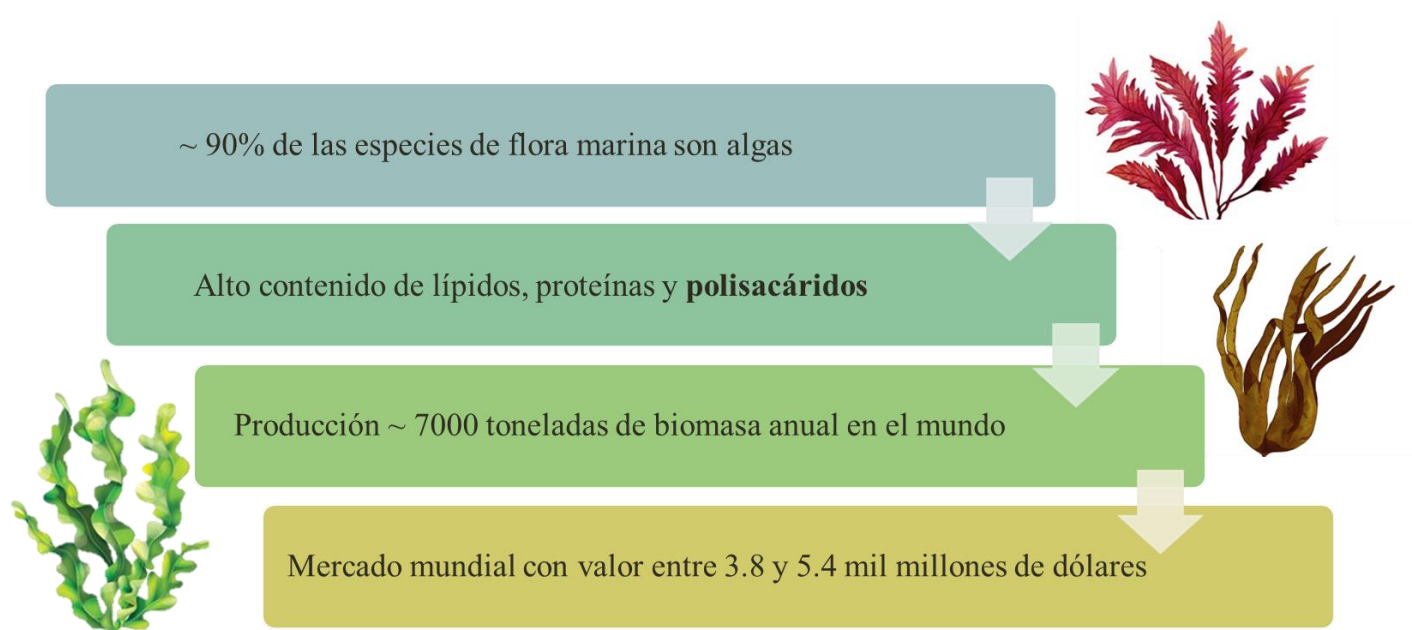 ~ 90% de las especies de flora marina son algas
Alto contenido de lípidos, proteínas y polisacáridos
Producción ~ 7000 toneladas de biomasa anual en el mundo
Mercado mundial con valor entre 3.8 y 5.4 mil millones de dólares